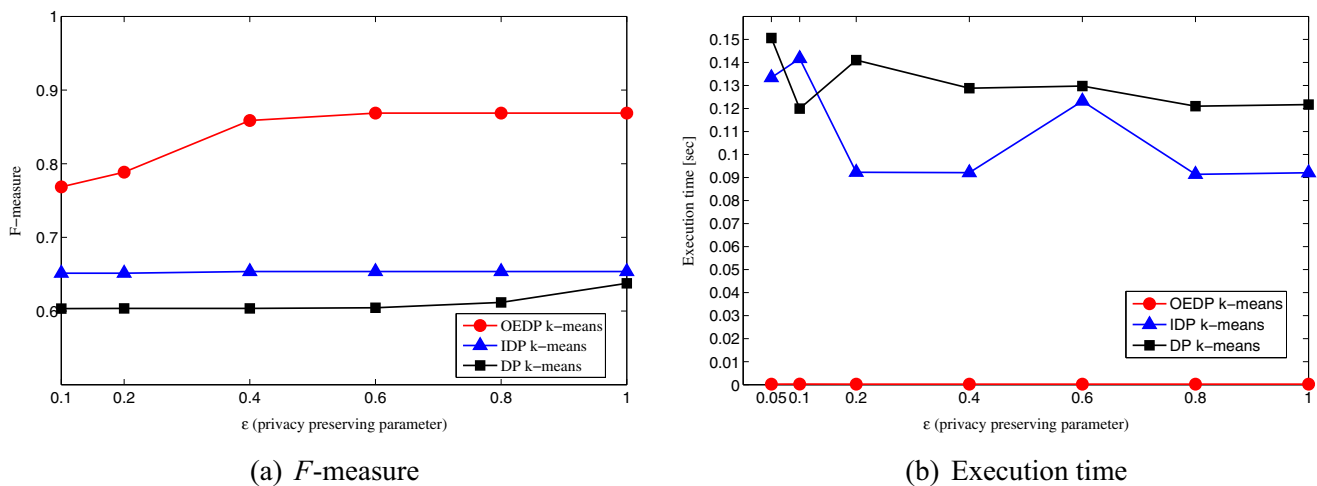 1
0.9
0.8
0.7
0.6
F−measure
0.1
0.2
0.4
0.6
0.8
1
ε (privacy preserving parameter)
OEDP k−means
IDP k−means
DP k−means
(a) F-measure
0.15
0.14
0.13
0.12
0.11
0.1
0.09
0.08
0.07
0.06
0.05
0.04
0.03
0.02
0.01
0
Execution time [sec]
0.05
0.1
0.2
0.4
0.6
0.8
1
ε (privacy preserving parameter)
OEDP k−means
IDP k−means
DP k−means
(b) Execution time